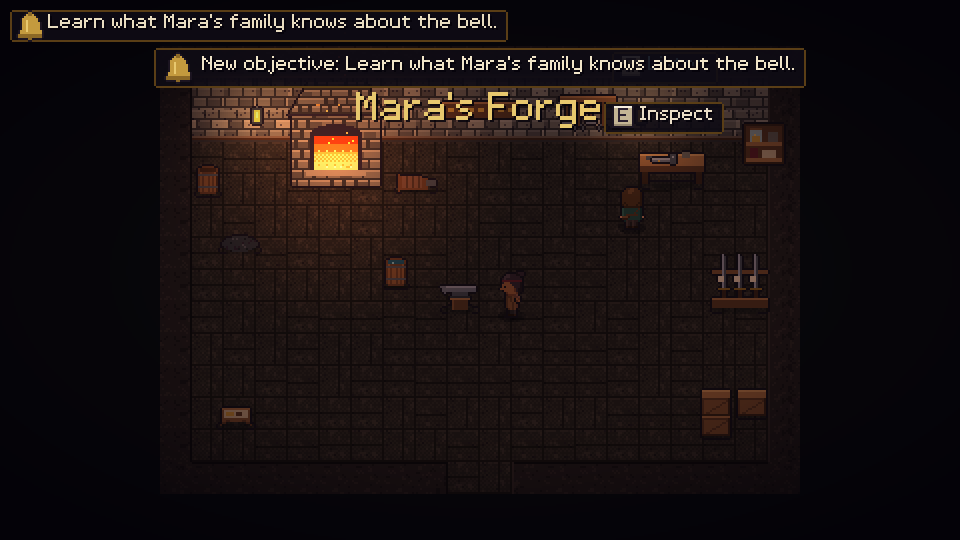 Learn what Mara's family knows about the bell.
New objective: Learn what Mara's family knows about the bell.
Mara's Forge
E Inspect